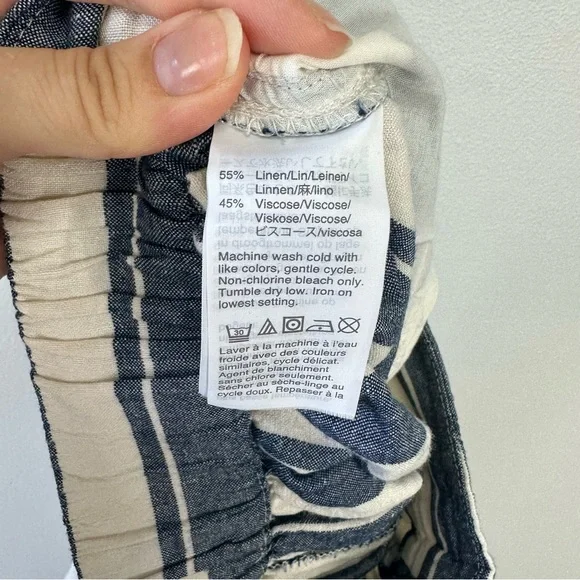 55% Linen/Lin/Leinen/
Linnen/麻/lino
45% Viscose/Viscose/
Viskose/Viscose/
ビスコース/viscosa
Machine wash cold with
like colors, gentle cycle.
Non-chlorine bleach only.
Tumble dry low. Iron on
lowest setting.
30
Laver à la machine à l'eau
froide avec des couleurs
similaires, cycle délicat.
Agent de blanchiment
sans chlore seulement.
Sécher au sèche-linge au
cycle doux. Repasser à la